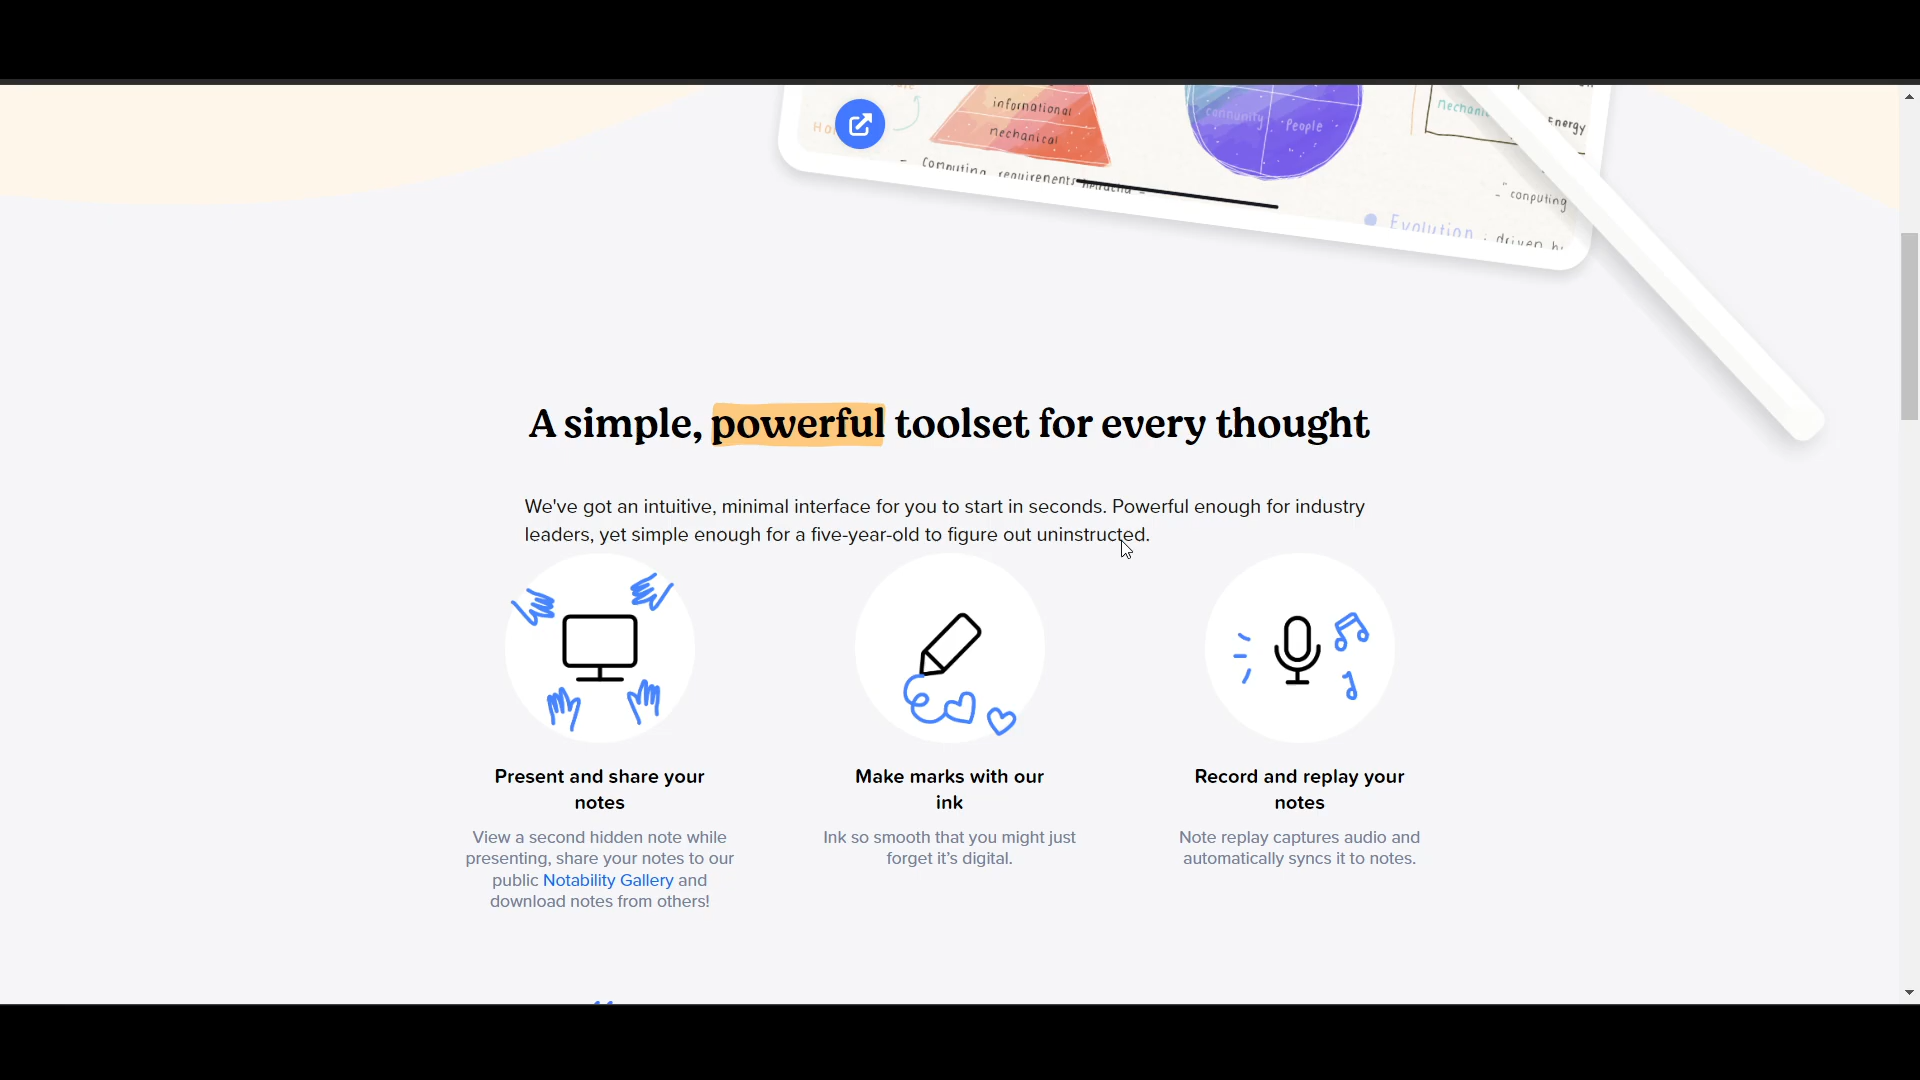 informational
mechanical
community People
Energy
Computing requirements
computing
Evolution : driven
A simple, powerful toolset for every thought
We've got an intuitive, minimal interface for you to start in seconds. Powerful enough for industry
leaders, yet simple enough for a five-year-old to figure out uninstructed.
Present and share your
notes
View a second hidden note while
presenting, share your notes to our
public Notability Gallery and
download notes from others!
Make marks with our
ink
Ink so smooth that you might just
forget it's digital.
Record and replay your
notes
Note replay captures audio and
automatically syncs it to notes.